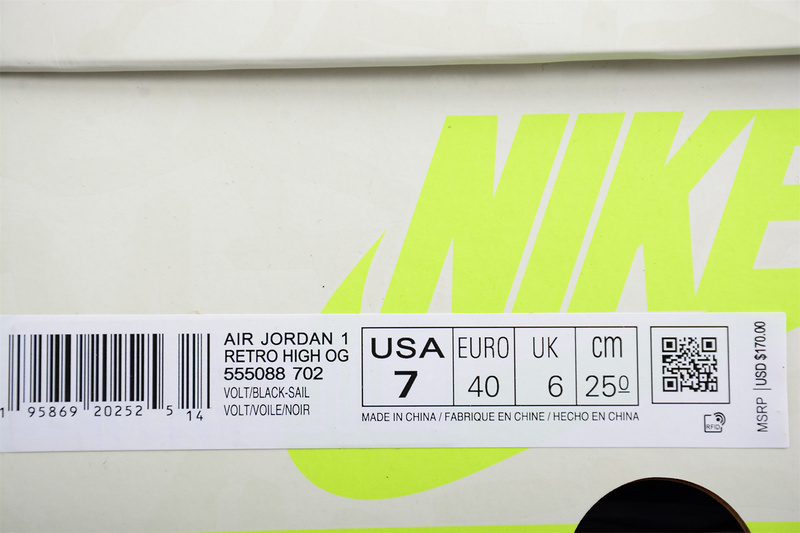 NIKE
AIR JORDAN 1
RETRO HIGH OG
555088 702
VOLT/BLACK-SAIL
VOLT/VOILE/NOIR
1 95869 20252 5 14
USA EURO UK cm
7 40 6 25º
MADE IN CHINA / FABRIQUE EN CHINE / HECHO EN CHINA
RFID
MSRP USD $170.00